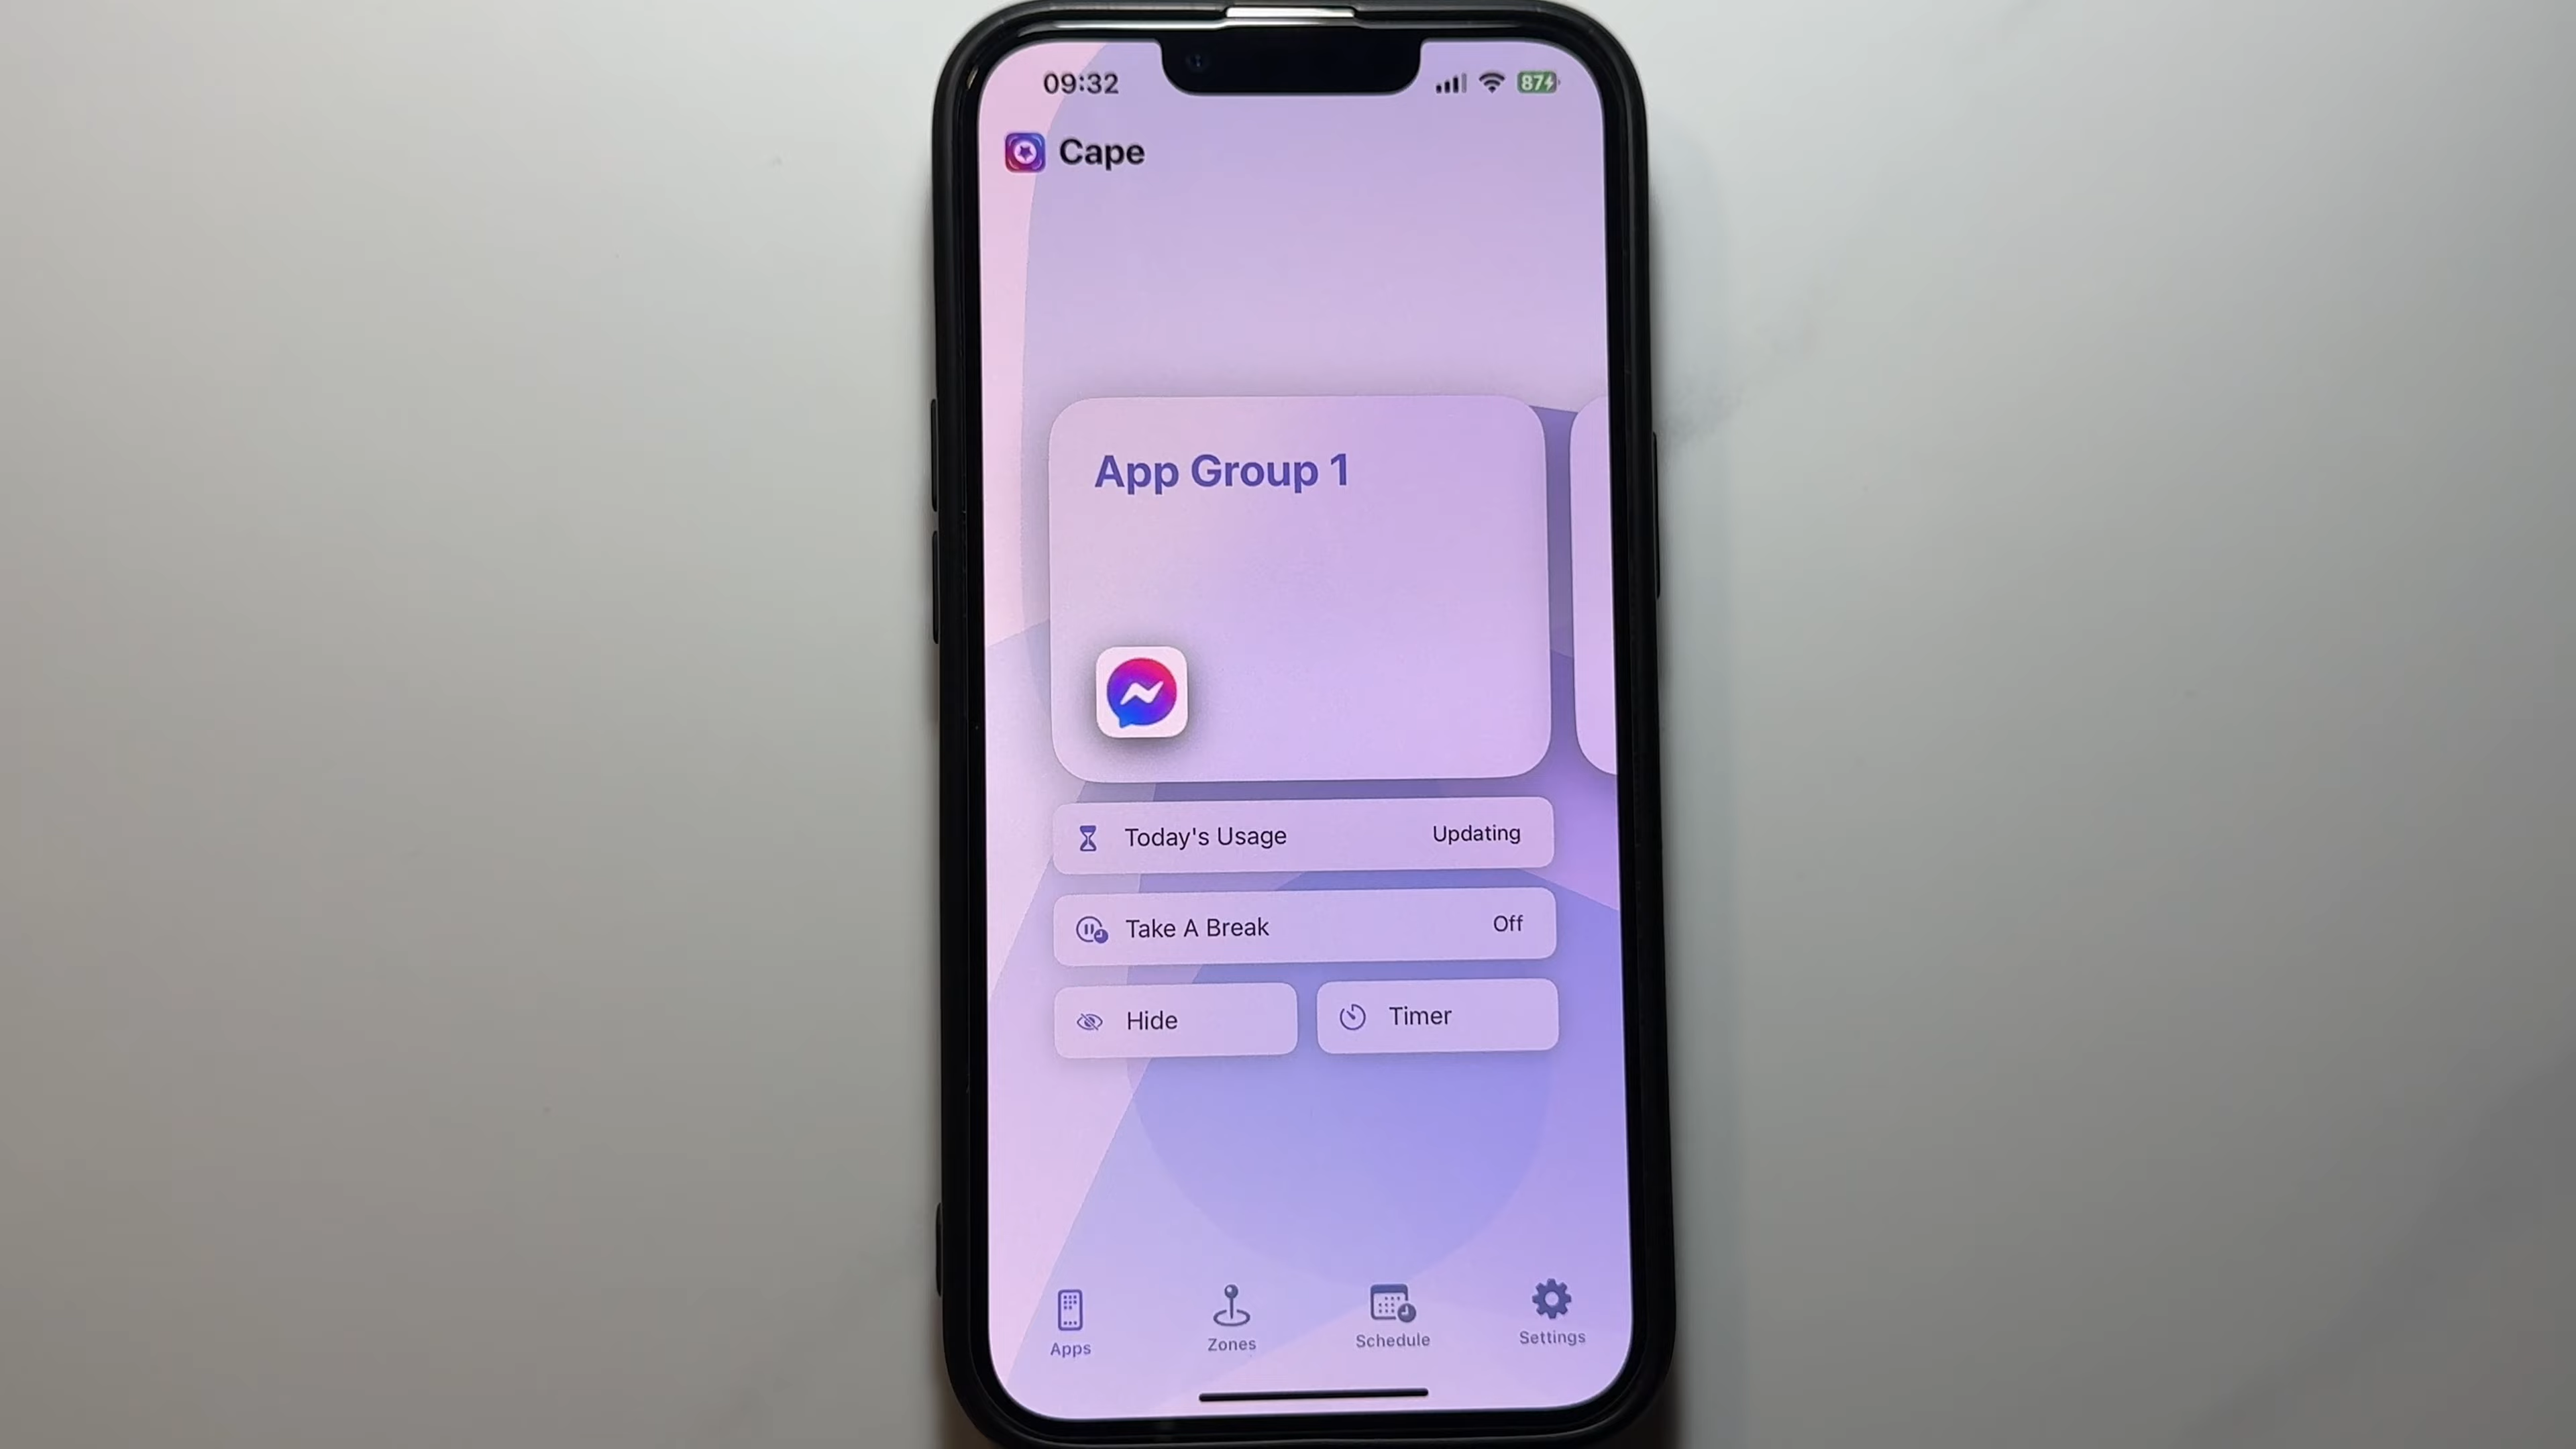 09:32
87
Cape
App Group 1
Today's Usage Updating
Take A Break Off
Hide Timer
Apps Zones Schedule Settings